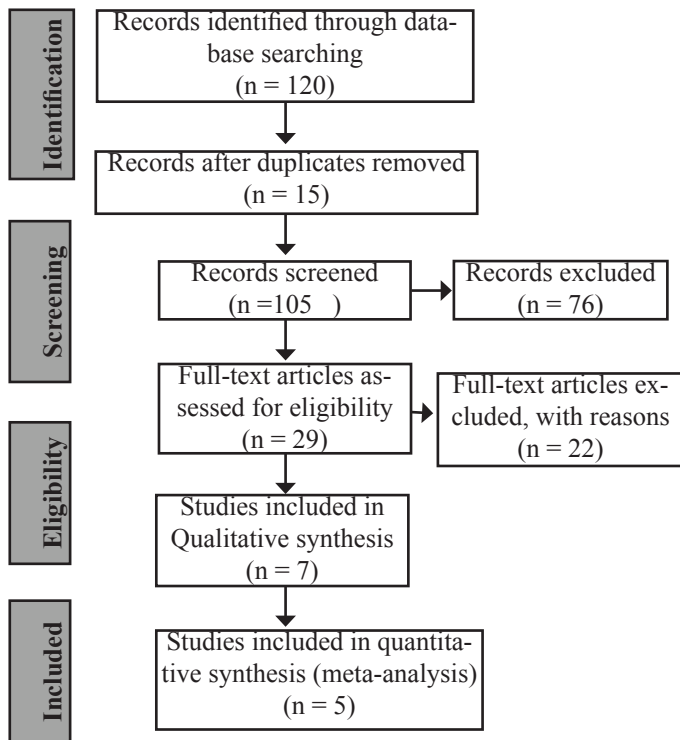 Identification
Records identified through data-
base searching
(n = 120)
Records after duplicates removed
(n = 15)
Screening
Records screened
(n =105   )
Records excluded
(n = 76)
Full-text articles as-
sessed for eligibility
(n = 29)
Full-text articles ex-
cluded, with reasons
(n = 22)
Eligibility
Studies included in
Qualitative synthesis
(n = 7)
Included
Studies included in quantit-
ative synthesis (meta-analysis)
(n = 5)